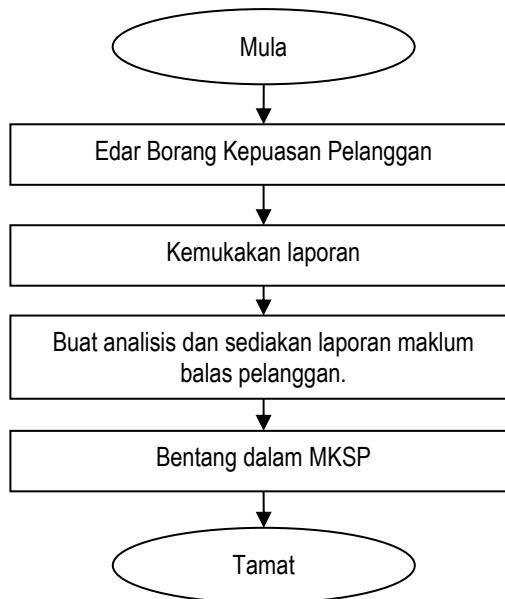 Mula
Edar Borang Kepuasan Pelanggan
Kemukakan laporan
Buat analisis dan sediakan laporan maklum
balas pelanggan.
Bentang dalam MKSP
Tamat